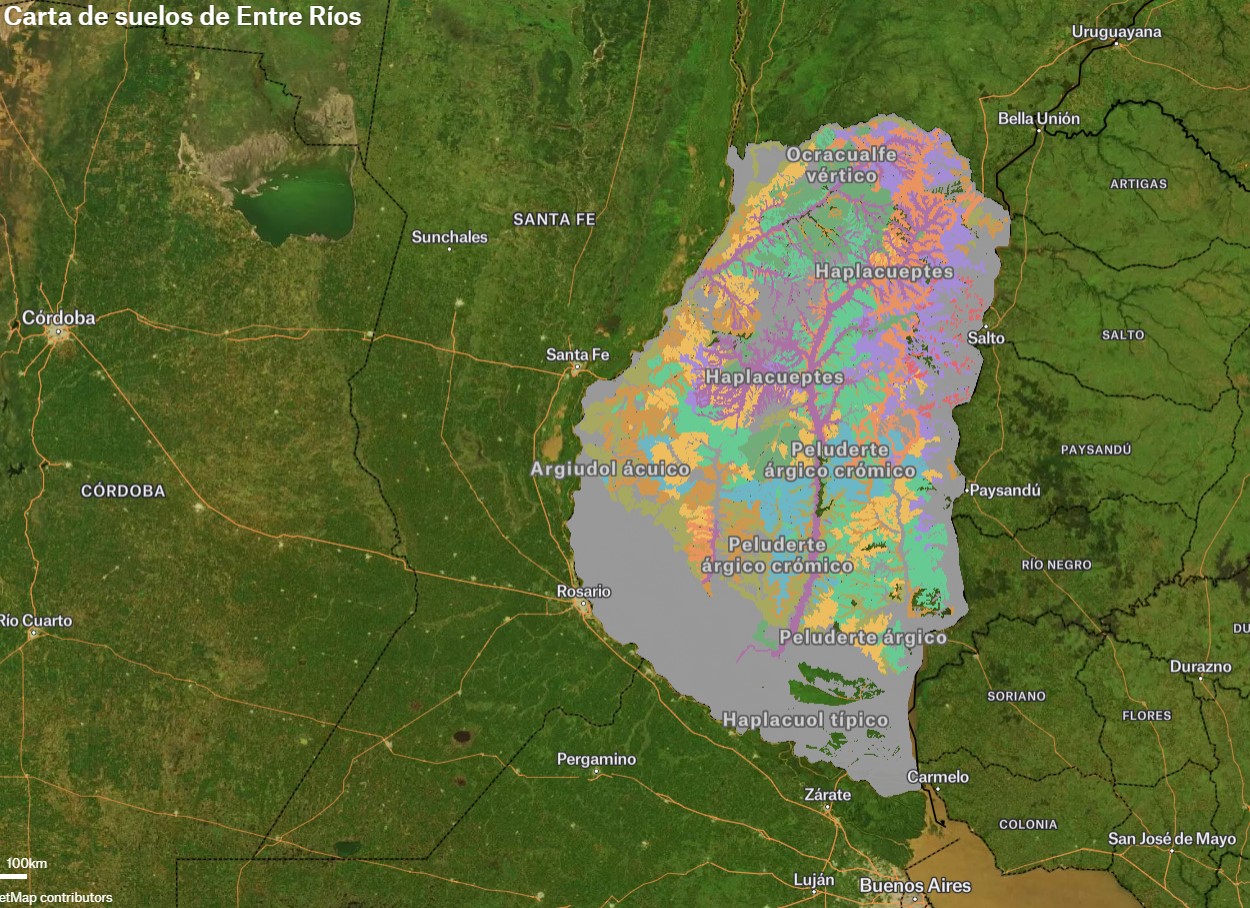 Carta de suelos de Entre Ríos
Uruguayana
Bella Unión
Ocracualfe
vértico
ARTIGAS
SANTA FE
Sunchales
Haplacueptes
Córdoba
Salto
SALTO
Santa Fe
Haplacueptes
Peluderte
árgico crómico
PAYSANDÚ
Argiudol ácuico
CÓRDOBA
Paysandú
Peluderte
árgico crómico
RÍO NEGRO
Rosario
Río Cuarto
DU
Peluderte árgico
Durazno
SORIANO
Haplacuol típico
FLORES
Pergamino
Carmelo
Zárate
COLONIA
San José de Mayo
100km
Luján
Buenos Aires
etMap contributors